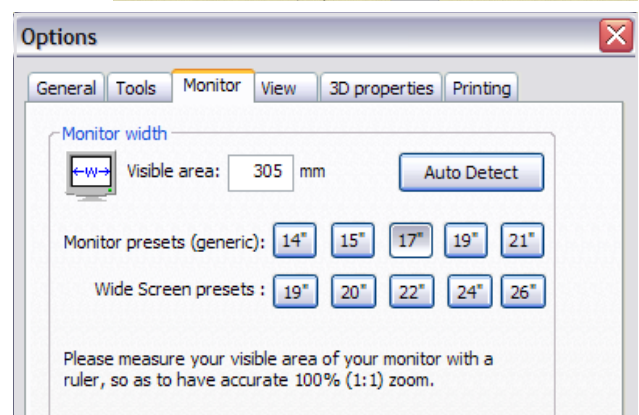 Options
General Tools Monitor View 3D properties Printing
Monitor width
←W→ Visible area: 305 mm Auto Detect
Monitor presets (generic): 14" 15" 17" 19" 21"
Wide Screen presets : 19" 20" 22" 24" 26"
Please measure your visible area of your monitor with a
ruler, so as to have accurate 100% (1:1) zoom.